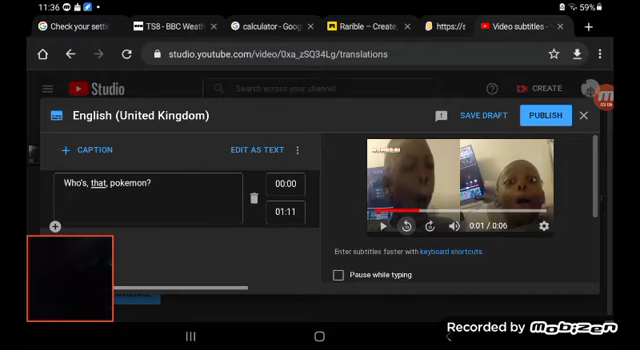 11:36
59%
Check your setti
TS8 - BBC Weath
calculator - Goog
Rarible – Create,
https://s
Video subtitles -
studio.youtube.com/video/0xa_zSQ34Lg/translations
Studio
Search across your channel
CREATE
English (United Kingdom)
SAVE DRAFT
PUBLISH
CAPTION
EDIT AS TEXT
Who's, that, pokemon?
00:00
01:11
0:01 / 0:06
Enter subtitles faster with keyboard shortcuts.
Pause while typing
Recorded by Mobizen